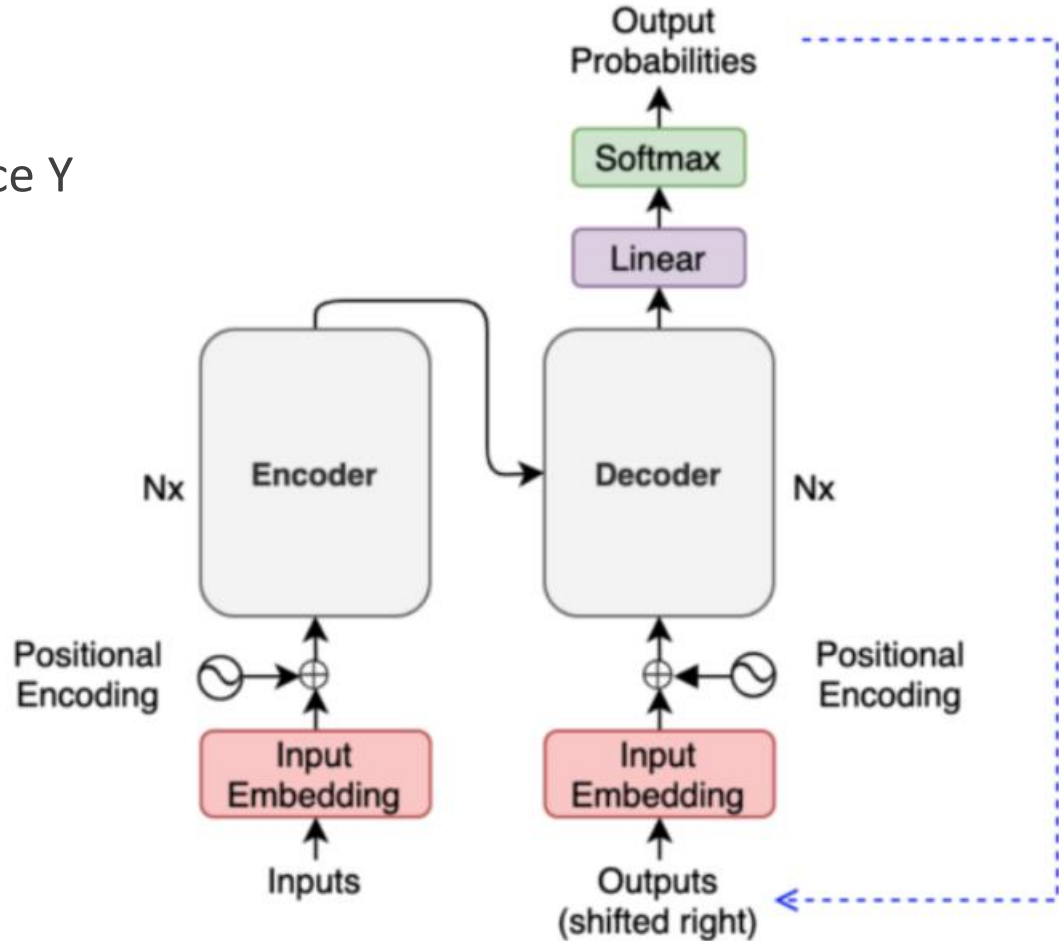 Output
Probabilities
ce Y
Softmax
Linear
Encoder
Decoder
Nx
Nx
Positional
Encoding
Positional
Encoding
Input
Embedding
Input
Embedding
Inputs
Outputs
(shifted right)